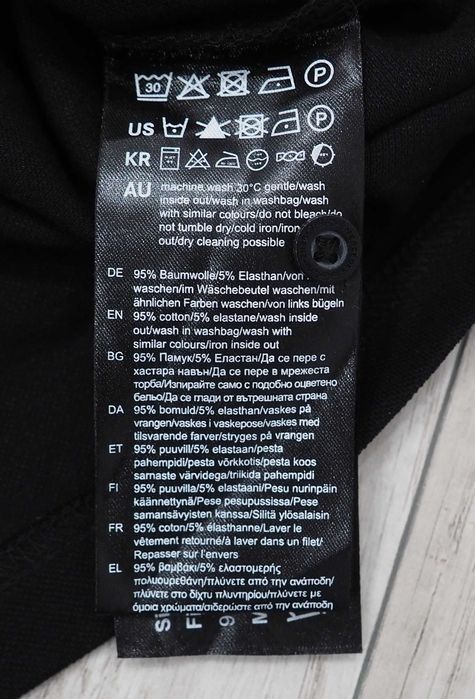 30 P
US P
KR
AU machine wash 30°C gentle/wash
inside out/wash in washbag/wash
with similar colours/do not bleach/do
not tumble dry/cold iron/iron
out/dry cleaning possible
DE 95% Baumwolle/5% Elasthan/von
waschen/im Wäschebeutel waschen/mit
ähnlichen Farben waschen/von links bügeln
EN 95% cotton/5% elastane/wash inside
out/wash in washbag/wash with
similar colours/iron inside out
BG 95% Памук/5% Еластан/Да се пере с
хастара навън/Да се пере в мрежеста
торба/Изпирайте само с подобно оцветено
бельо/Да се глади от вътрешната страна
DA 95% bomuld/5% elasthan/vaskes på
vrangen/vaskes i vaskepose/vaskes med
tilsvarende farver/stryges på vrangen
ET 95% puuvill/5% elastaan/pesta
pahempidi/pesta võrkkotis/pesta koos
sarnaste värvidega/triikida pahempidi
FI 95% puuvilla/5% elastaani/Pesu nurinpäin
käännettynä/Pese pesupussissa/Pese
samansävyisten kanssa/Silitä ylösalaisin
FR 95% coton/5% élasthanne/Laver le
vêtement retourné/à laver dans un filet/
Repasser sur l'envers
EL 95% βαμβάκι/5% ελαστομερής
πολυουρεθάνη/πλύνετε από την ανάποδη/
πλύνετε στο δίχτυ πλυντηρίου/πλύνετε με
όμοια χρώματα/σιδερώστε από την ανάποδη